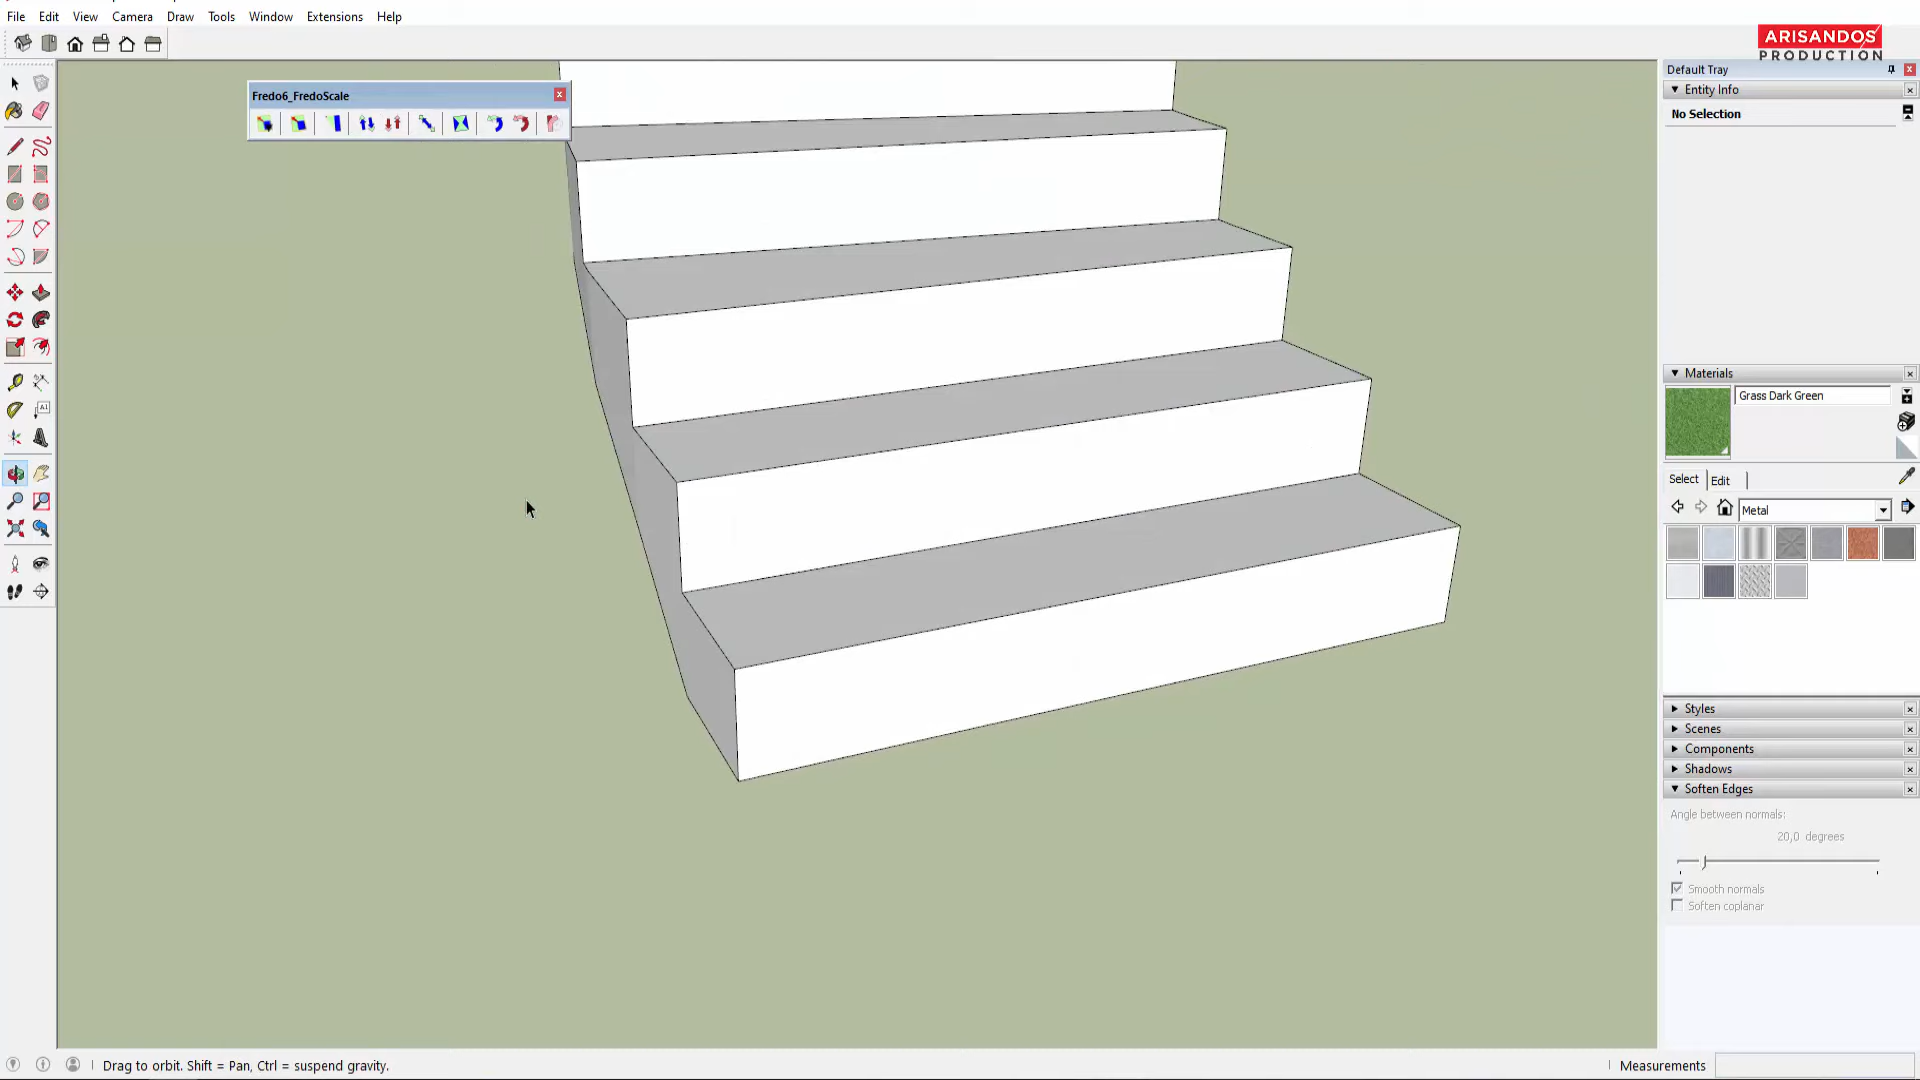 File Edit View Camera Draw Tools Window Extensions Help
ARISANDOS
PRODUCTION
Default Tray
Fredo6_FredoScale
Entity Info
No Selection
Materials
Grass Dark Green
Select Edit
Metal
Styles
Scenes
Components
Shadows
Soften Edges
Angle between normals:
20,0 degrees
Smooth normals
Soften coplanar
Drag to orbit. Shift = Pan, Ctrl = suspend gravity.
Measurements